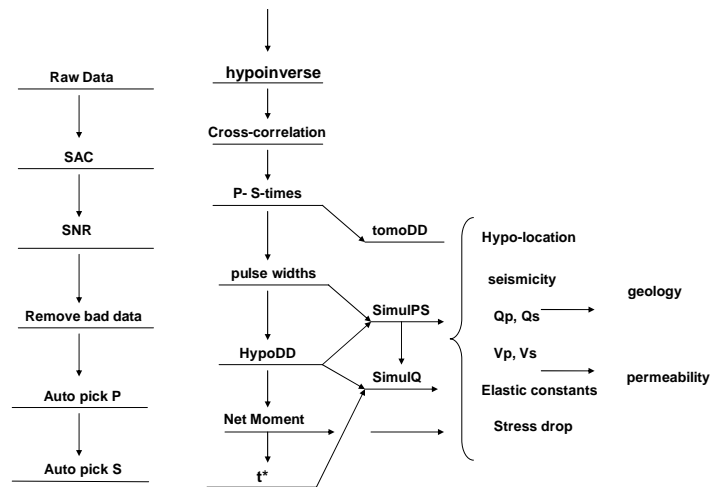 Raw Data
SAC
SNR
Remove bad data
Auto pick P
Auto pick S
hypoinverse
Cross-correlation
P- S-times
pulse widths
HypoDD
Net Moment
t*
tomoDD
SimulPS
SimulQ
Hypo-location
seismicity
Qp, Qs
Vp, Vs
Elastic constants
Stress drop
geology
permeability